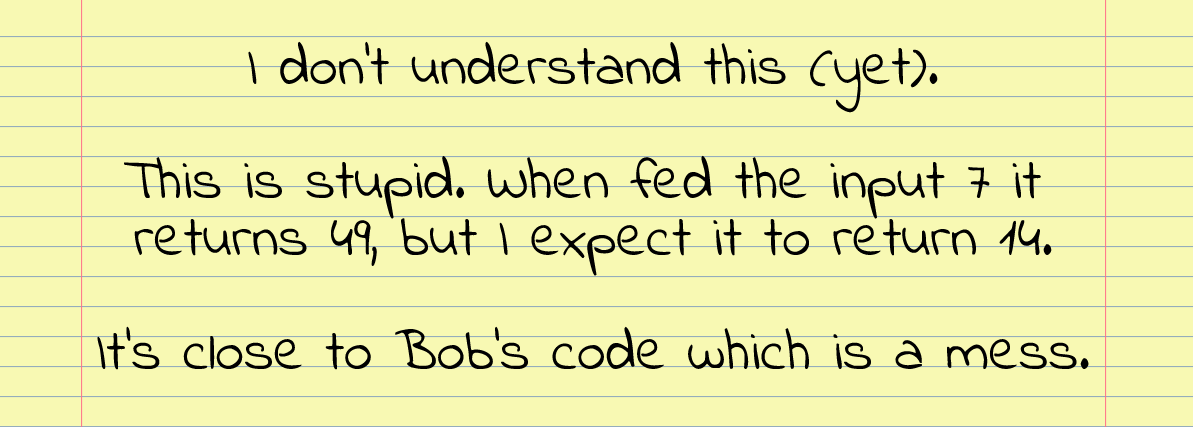 I don't understand this (yet).
This is stupid. When fed the input 7 it
returns 49, but I expect it to return 14.
It's close to Bob's code which is a mess.